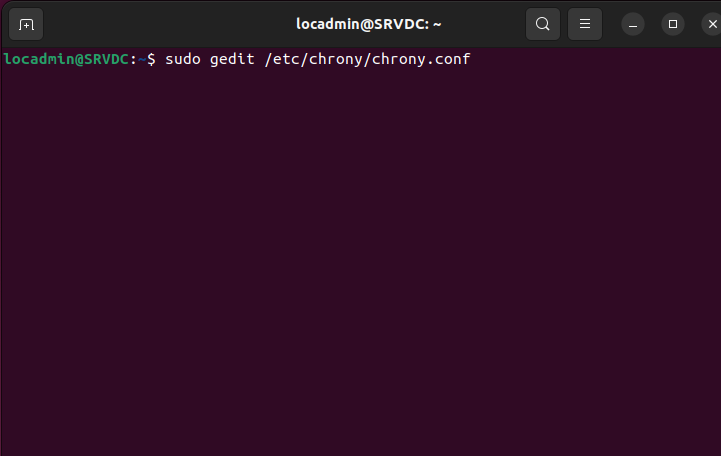 locadmin@SRVDC: ~
locadmin@SRVDC:~$ sudo gedit /etc/chrony/chrony.conf